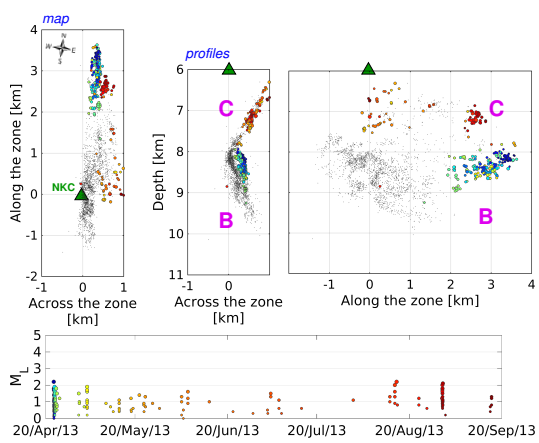 map
profiles
N
W E
S
4
3
2
1
0
-1
-2
-1 0 1
Along the zone [km]
Across the zone
[km]
NKC
6
7
8
9
10
11
-1 0 1
Depth [km]
Across the zone
[km]
C
B
-2 -1 0 1 2 3 4
Along the zone [km]
C
B
5
4
3
2
1
0
ML
20/Apr/13 20/May/13 20/Jun/13 20/Jul/13 20/Aug/13 20/Sep/13